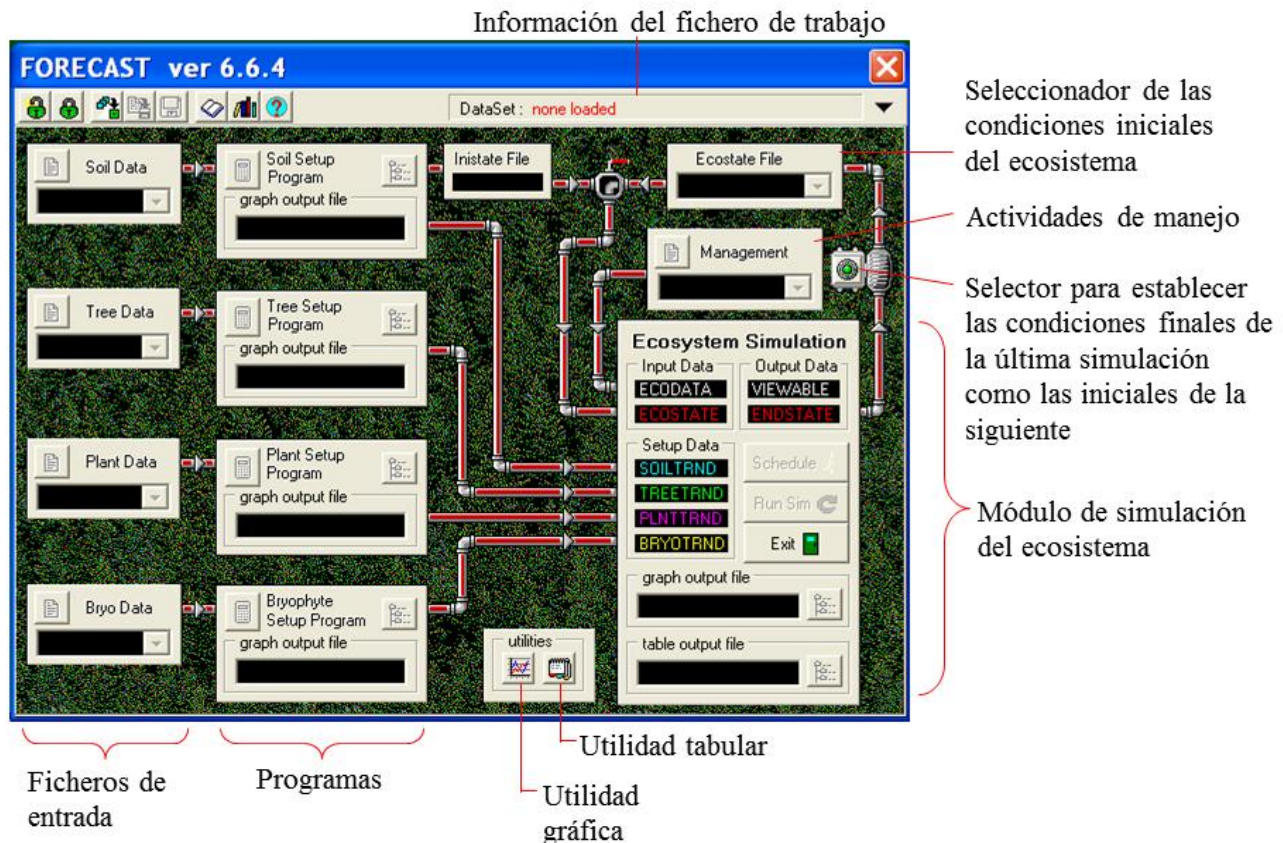 Información del fichero de trabajo
FORECAST ver 6.6.4
DataSet : none loaded
Seleccionador de las
condiciones iniciales
del ecosistema
Soil Data
Soil Setup
Program
graph output file
Inistate File
Ecostate File
Actividades de manejo
Management
Selector para establecer
las condiciones finales de
la última simulación
como las iniciales de la
siguiente
Tree Data
Tree Setup
Program
graph output file
Ecosystem Simulation
Input Data
Output Data
ECODATA
VIEWABLE
ECOSTATE
ENDSTATE
Setup Data
SOILTRND
TREETRND
PLNTTRND
BRYOTRND
Schedule
Run Sim
Exit
graph output file
table output file
Módulo de simulación
del ecosistema
Plant Data
Plant Setup
Program
graph output file
Bryo Data
Bryophyte
Setup Program
graph output file
utilities
Ficheros de
entrada
Programas
Utilidad tabular
Utilidad
gráfica